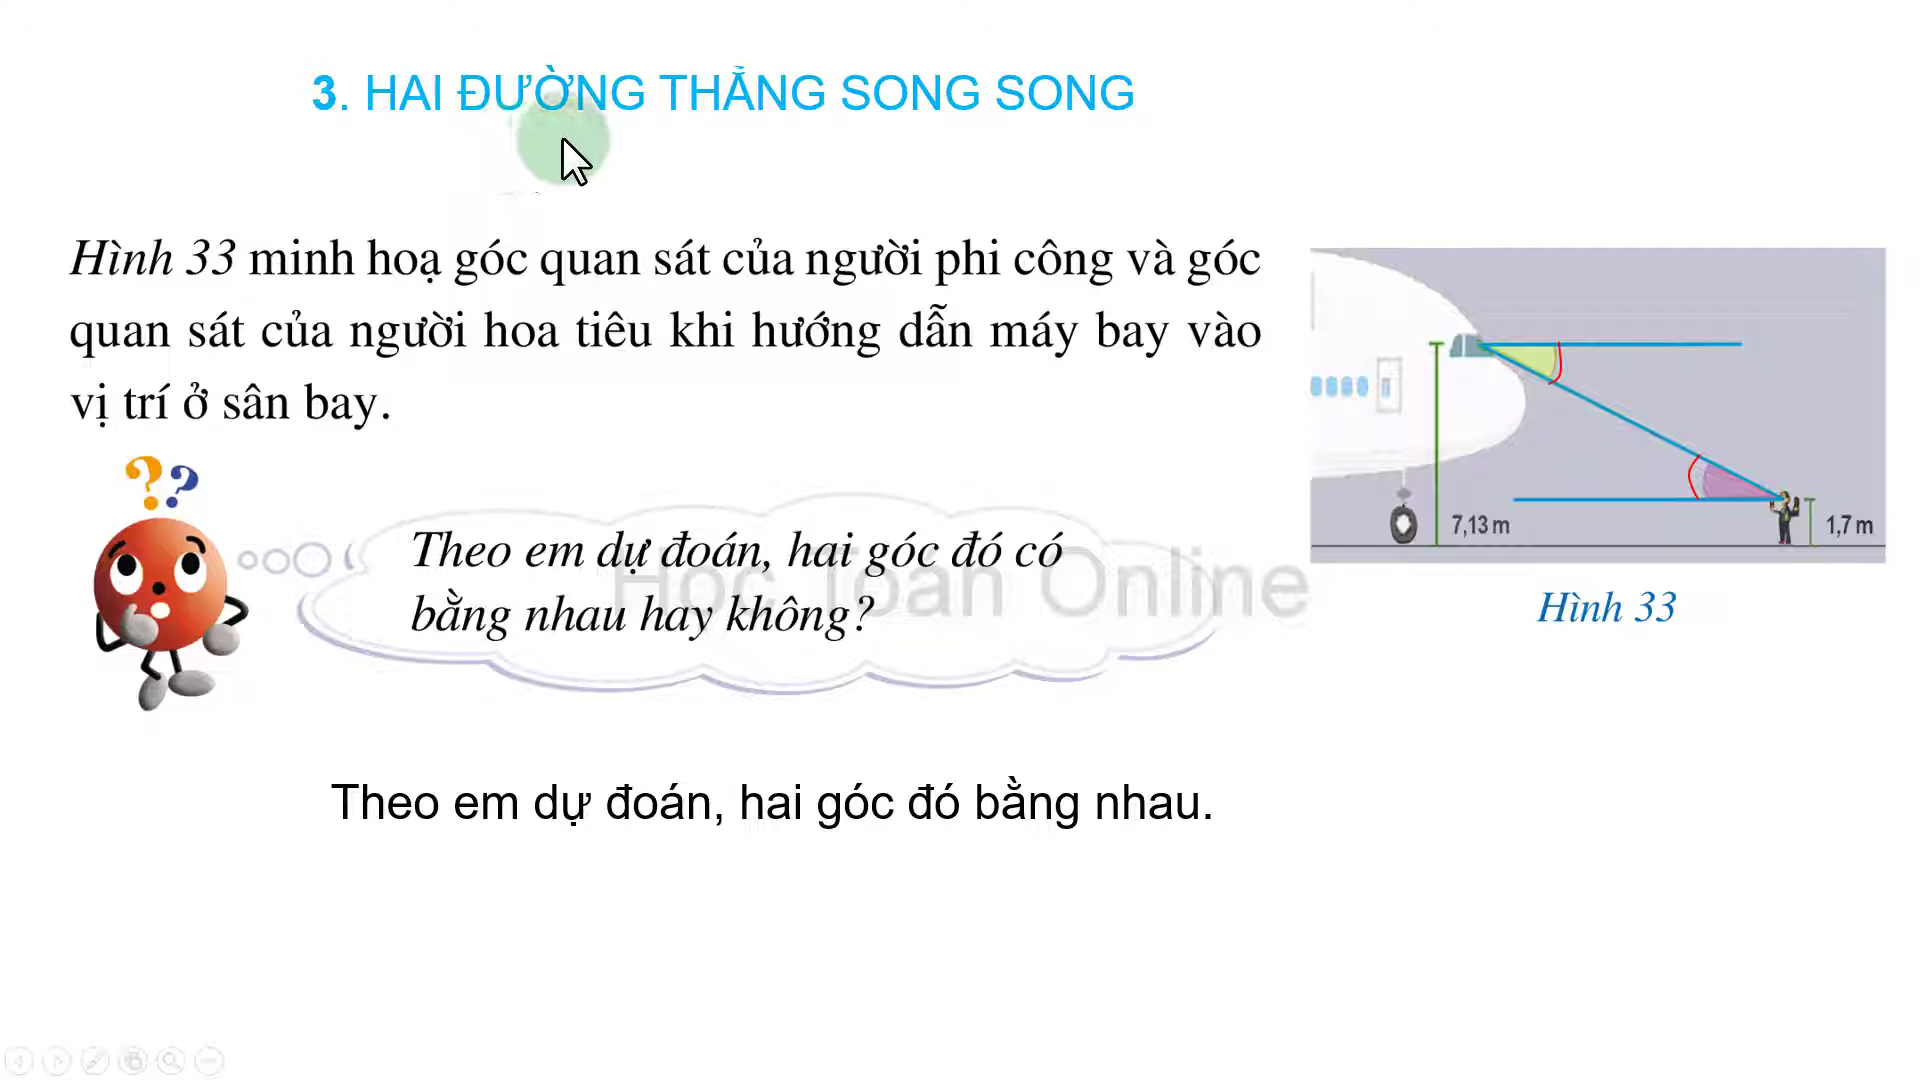 3. HAI ĐƯỜNG THẲNG SONG SONG
Hình 33 minh hoạ góc quan sát của người phi công và góc
quan sát của người hoa tiêu khi hướng dẫn máy bay vào
vị trí ở sân bay.
??
Theo em dự đoán, hai góc đó có
bằng nhau hay không?
Học Toán Online
7,13 m
1,7 m
Hình 33
Theo em dự đoán, hai góc đó bằng nhau.